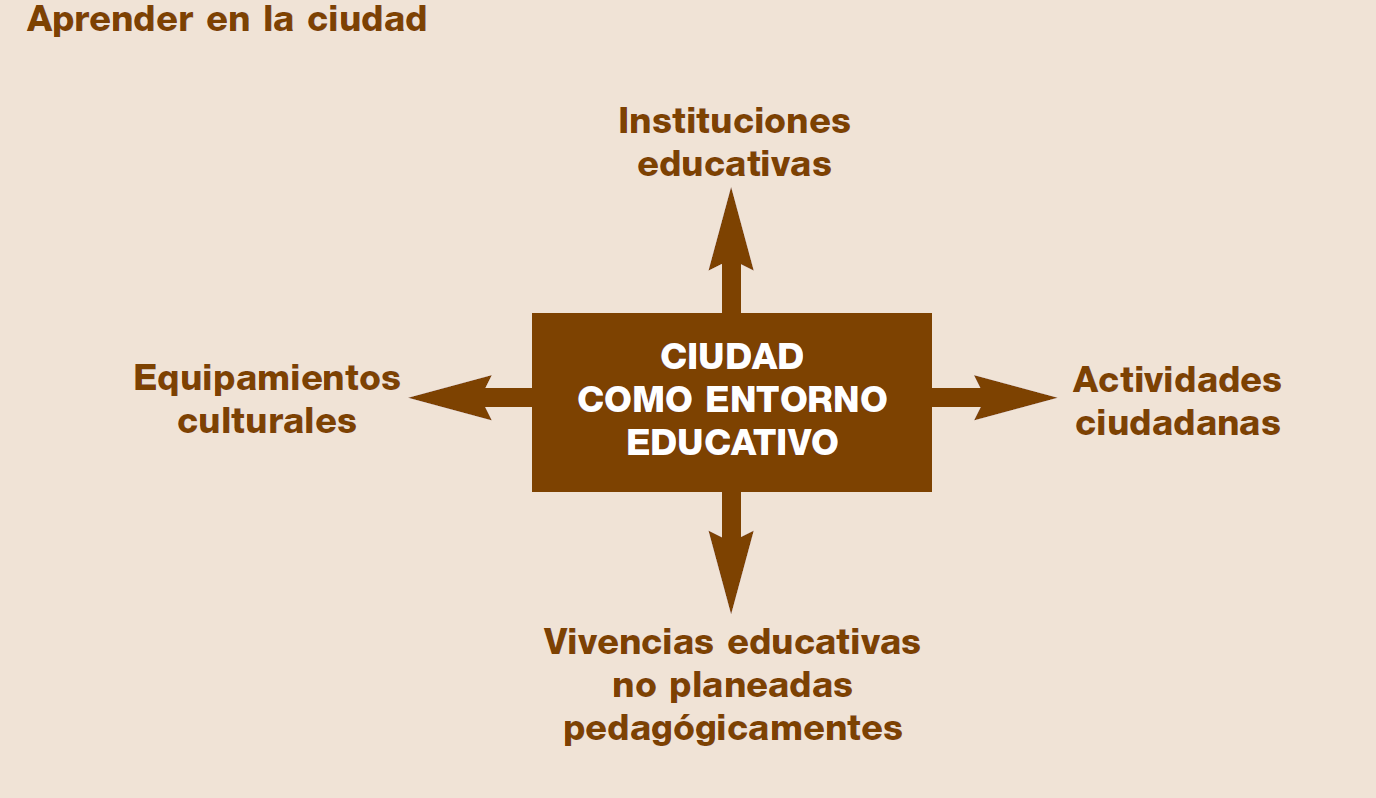 Aprender en la ciudad
Instituciones
educativas
Equipamientos
culturales
CIUDAD
COMO ENTORNO
EDUCATIVO
Actividades
ciudadanas
Vivencias educativas
no planeadas
pedagógicamentes